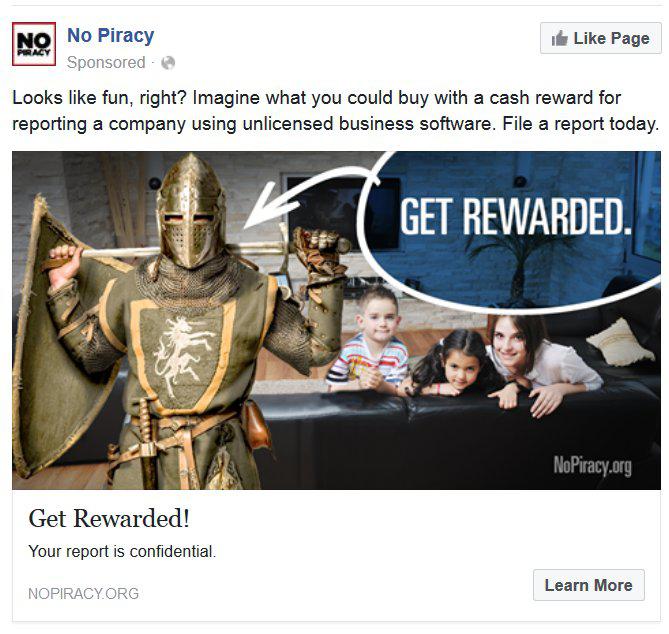 NO
PIRACY
No Piracy
Sponsored ·
Like Page
Looks like fun, right? Imagine what you could buy with a cash reward for
reporting a company using unlicensed business software. File a report today.
GET REWARDED.
NoPiracy.org
Get Rewarded!
Your report is confidential.
NOPIRACY.ORG
Learn More